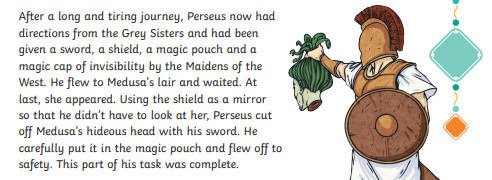 After a long and tiring journey, Perseus now had
directions from the Grey Sisters and had been
given a sword, a shield, a magic pouch and a
magic cap of invisibility by the Maidens of the
West. He flew to Medusa's lair and waited. At
last, she appeared. Using the shield as a mirror
so that he didn't have to look at her, Perseus cut
off Medusa's hideous head with his sword. He
carefully put it in the magic pouch and flew off to
safety. This part of his task was complete.